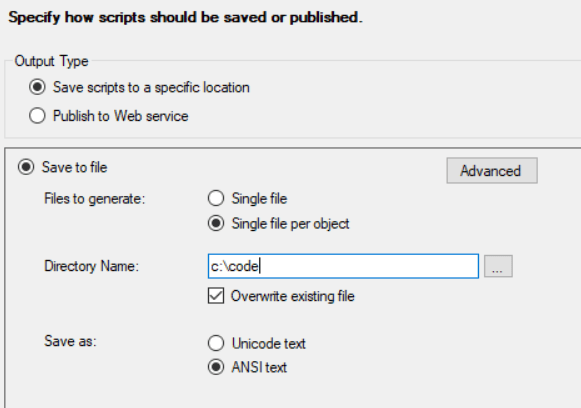 Specify how scripts should be saved or published.
Output Type
Save scripts to a specific location
Publish to Web service
Save to file
Advanced
Files to generate:
Single file
Single file per object
Directory Name:
c:\code
...
Overwrite existing file
Save as:
Unicode text
ANSI text